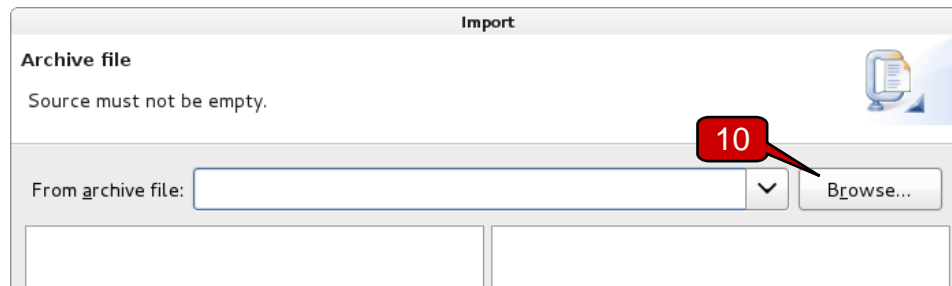 Import
Archive file
Source must not be empty.
10
From archive file:
Browse...